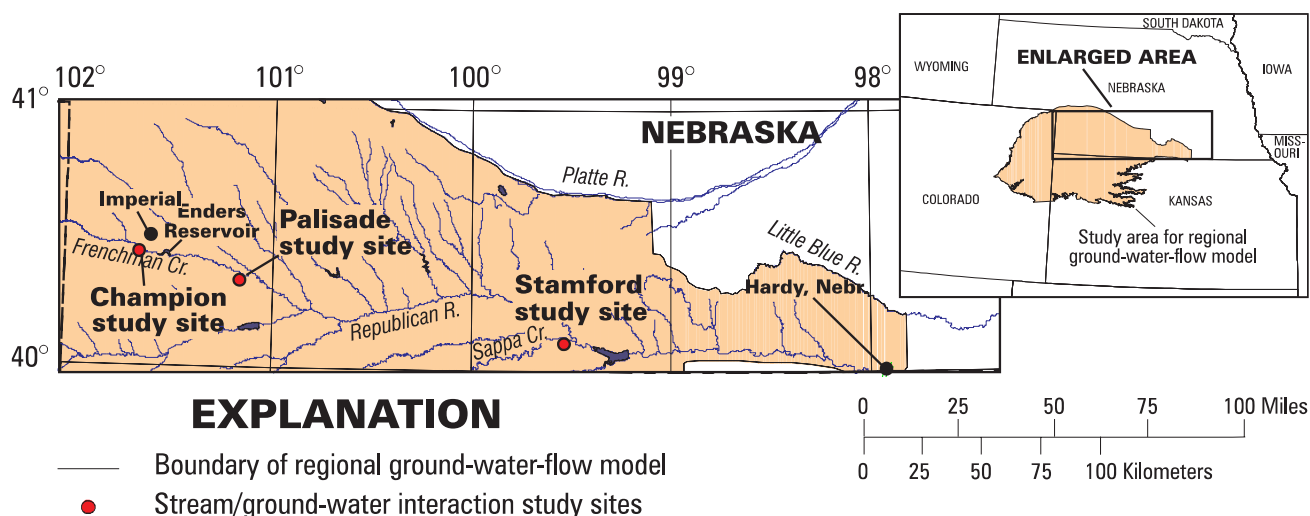 102° 101° 100° 99° 98°
41°
40°
NEBRASKA
Platte R.
Imperial
Enders
Reservoir
Frenchman Cr.
Palisade
study site
Champion
study site
Republican R.
Stamford
study site
Sappa Cr.
Little Blue R.
Hardy, Nebr.
SOUTH DAKOTA
WYOMING
ENLARGED AREA
NEBRASKA
IOWA
MISS-
OURI
COLORADO
KANSAS
Study area for regional
ground-water-flow model
EXPLANATION
Boundary of regional ground-water-flow model
Stream/ground-water interaction study sites
0 25 50 75 100 Miles
0 25 50 75 100 Kilometers